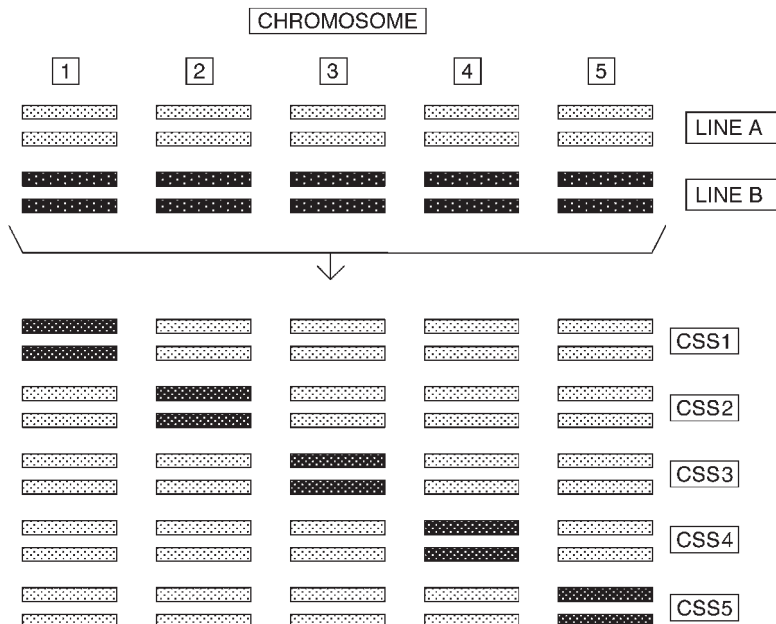 CHROMOSOME
1 2 3 4 5
LINE A
LINE B
CSS1
CSS2
CSS3
CSS4
CSS5